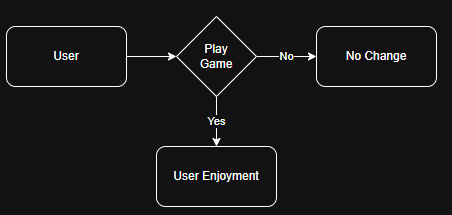 User
Play
Game
No
No Change
Yes
User Enjoyment